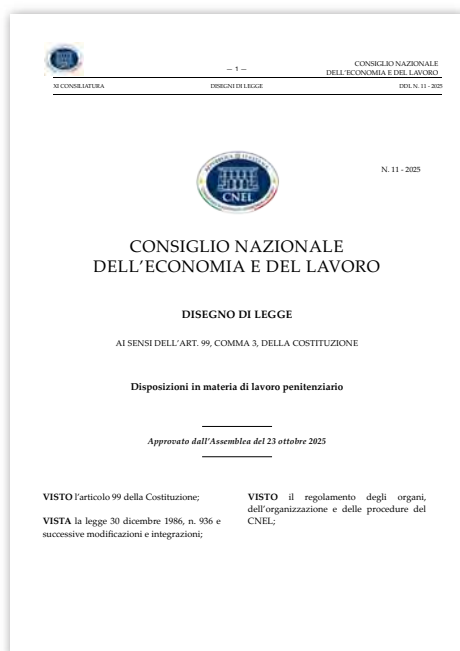 — 1 —
CONSIGLIO NAZIONALE
DELL'ECONOMIA E DEL LAVORO
XI CONSILIATURA DISEGNI DI LEGGE DDL N. 11 - 2025
N. 11 - 2025
REPUBBLICA ITALIANA
CNEL
CONSIGLIO NAZIONALE
DELL'ECONOMIA E DEL LAVORO
DISEGNO DI LEGGE
AI SENSI DELL'ART. 99, COMMA 3, DELLA COSTITUZIONE
Disposizioni in materia di lavoro penitenziario
Approvato dall'Assemblea del 23 ottobre 2025
VISTO l'articolo 99 della Costituzione;
VISTA la legge 30 dicembre 1986, n. 936 e
successive modificazioni e integrazioni;
VISTO il regolamento degli organi,
dell'organizzazione e delle procedure del
CNEL;